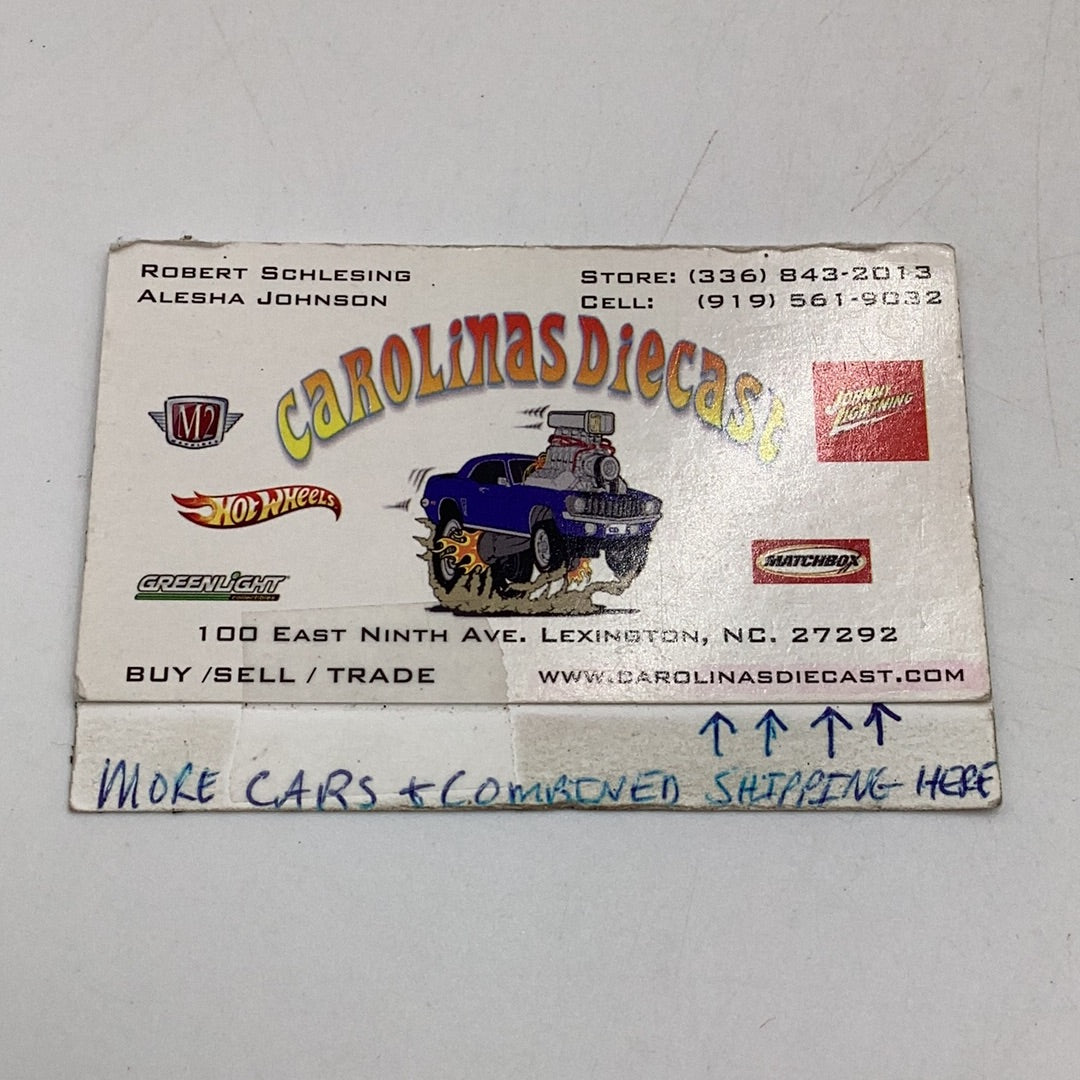 ROBERT SCHLESING
ALESHA JOHNSON
STORE: (336) 843-2013
CELL: (919) 561-9032
CAROLINAS DIECAST
M2
JOHNNY LIGHTNING
HOT WHEELS
MATCHBOX
GREENLIGHT
100 EAST NINTH AVE. LEXINGTON, NC. 27292
BUY /SELL / TRADE
WWW.CAROLINASDIECAST.COM
↑ ↑ ↑ ↑
MORE CARS + COMBINED SHIPPING HERE